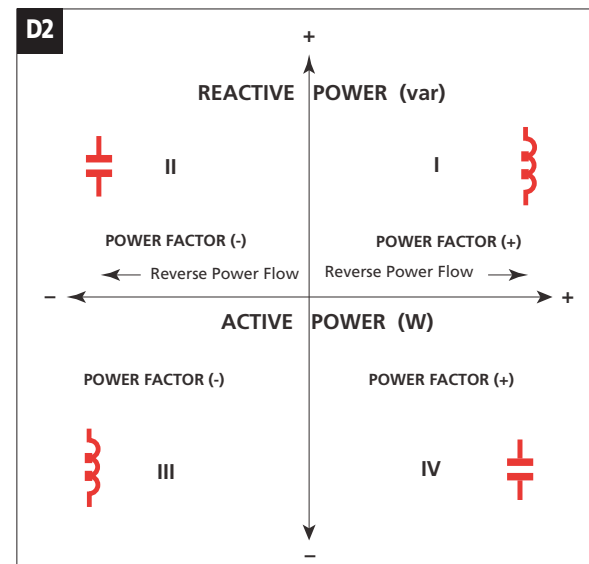 D2
+
REACTIVE POWER (var)
II
I
POWER FACTOR (-)
POWER FACTOR (+)
Reverse Power Flow
Reverse Power Flow
–
+
ACTIVE POWER (W)
POWER FACTOR (-)
POWER FACTOR (+)
III
IV
–